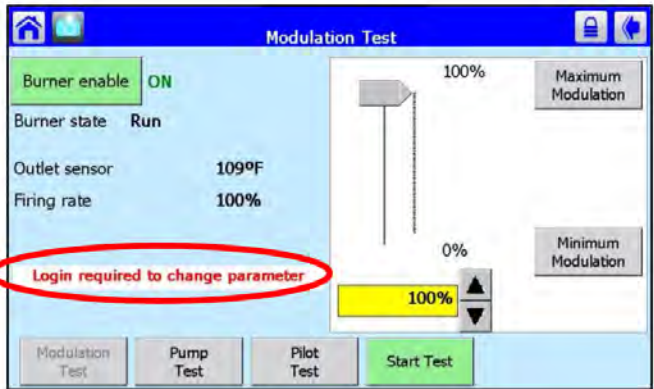 Modulation Test
Burner enable ON
Burner state Run
Outlet sensor 109ºF
Firing rate 100%
Login required to change parameter
100%
0%
100%
Maximum
Modulation
Minimum
Modulation
Modulation
Test
Pump
Test
Pilot
Test
Start Test